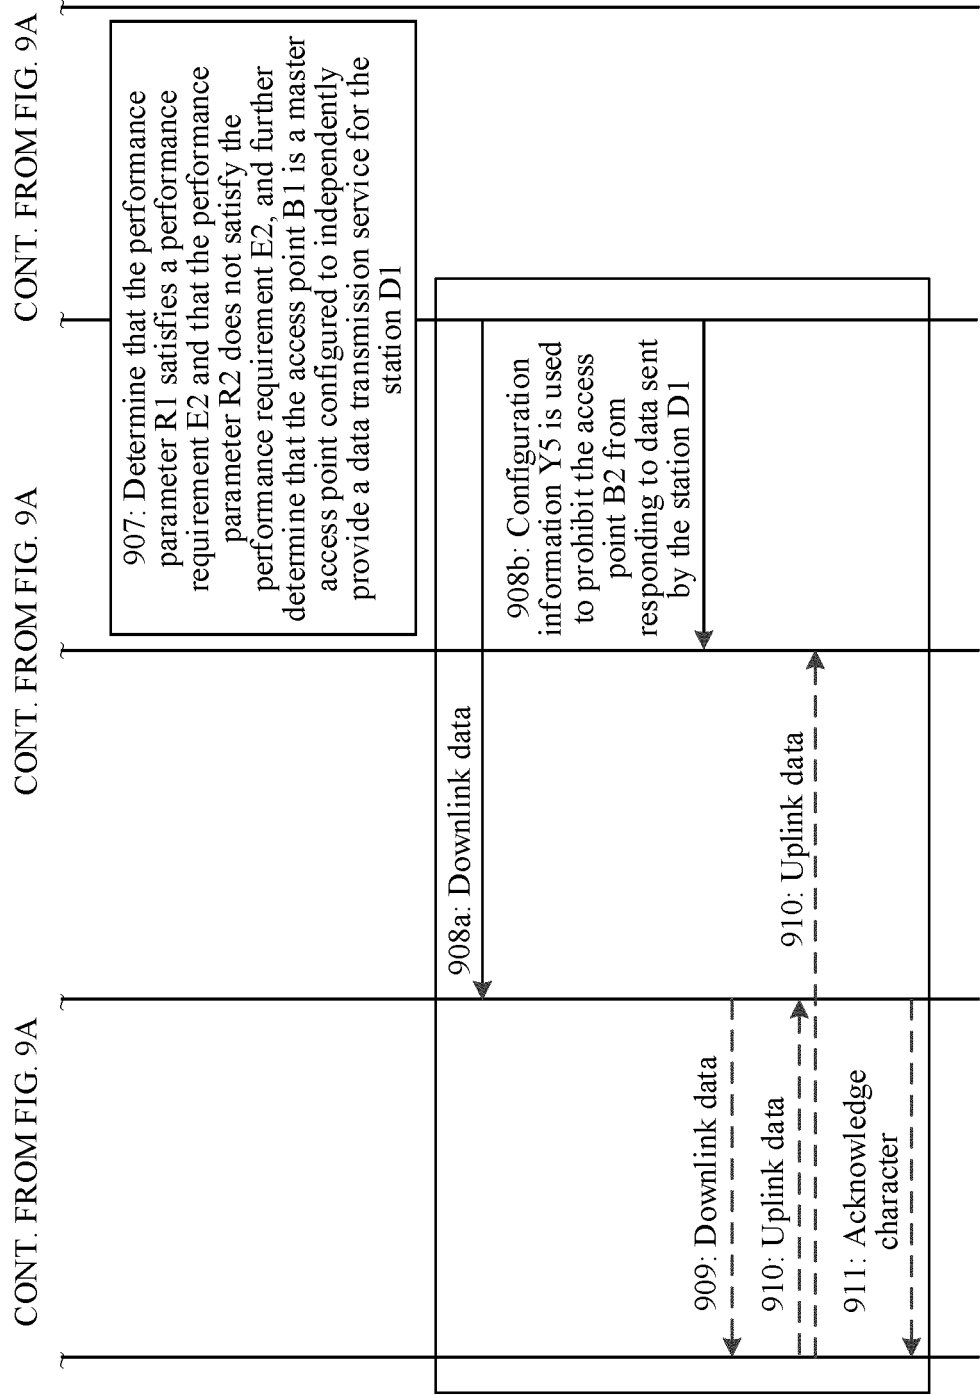 CONT. FROM FIG. 9A
CONT. FROM FIG. 9A
CONT. FROM FIG. 9A
907: Determine that the performance
parameter R1 satisfies a performance
requirement E2 and that the performance
parameter R2 does not satisfy the
performance requirement E2, and further
determine that the access point B1 is a master
access point configured to independently
provide a data transmission service for the
station D1
908a: Downlink data
908b: Configuration
information Y5 is used
to prohibit the access
point B2 from
responding to data sent
by the station D1
909: Downlink data
910: Uplink data
910: Uplink data
911: Acknowledge
character